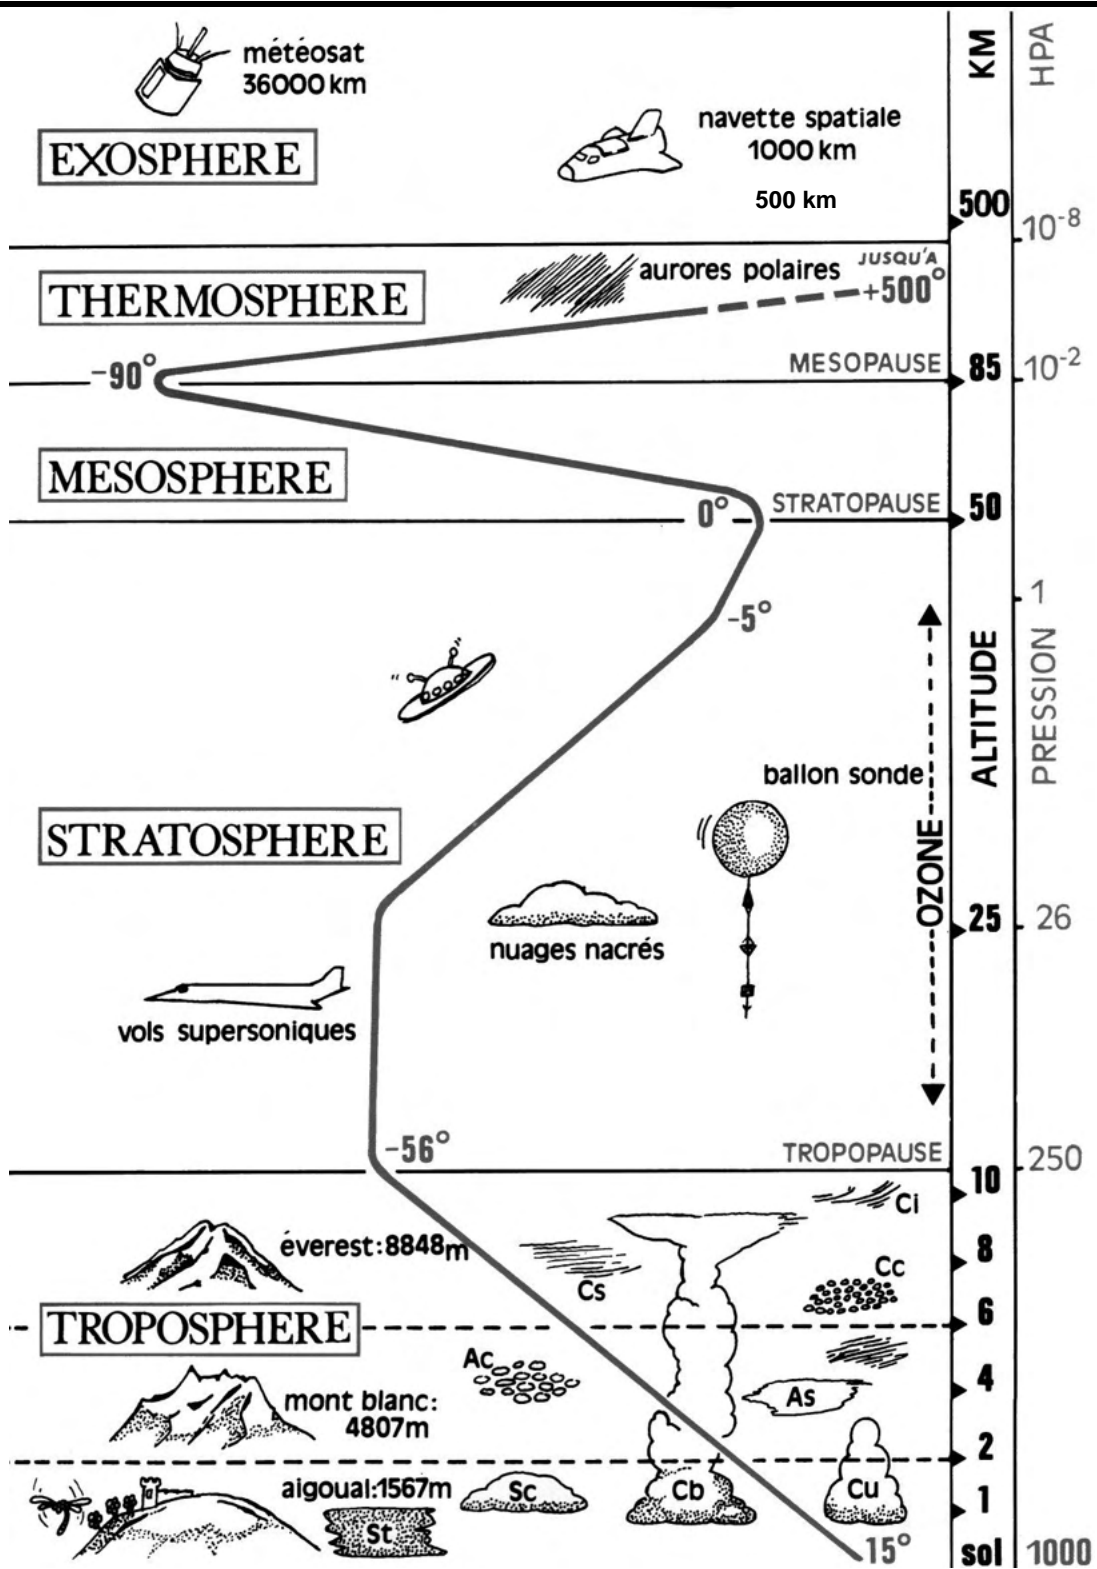 météosat
36000 km
EXOSPHERE
navette spatiale
1000 km
500 km
KM
HPA
500
10-8
THERMOSPHERE
aurores polaires
JUSQU'A
+500°
-90°
MESOPAUSE
85
10-2
MESOSPHERE
0°
STRATOPAUSE
50
-5°
1
ALTITUDE
PRESSION
ballon sonde
STRATOSPHERE
OZONE
nuages nacrés
25
26
vols supersoniques
-56°
TROPOPAUSE
250
10
Ci
éverest: 8848m
8
Cs
Cc
6
TROPOSPHERE
Ac
4
mont blanc:
4807m
As
2
aigoual:1567m
Sc
Cb
Cu
1
St
15°
sol
1000